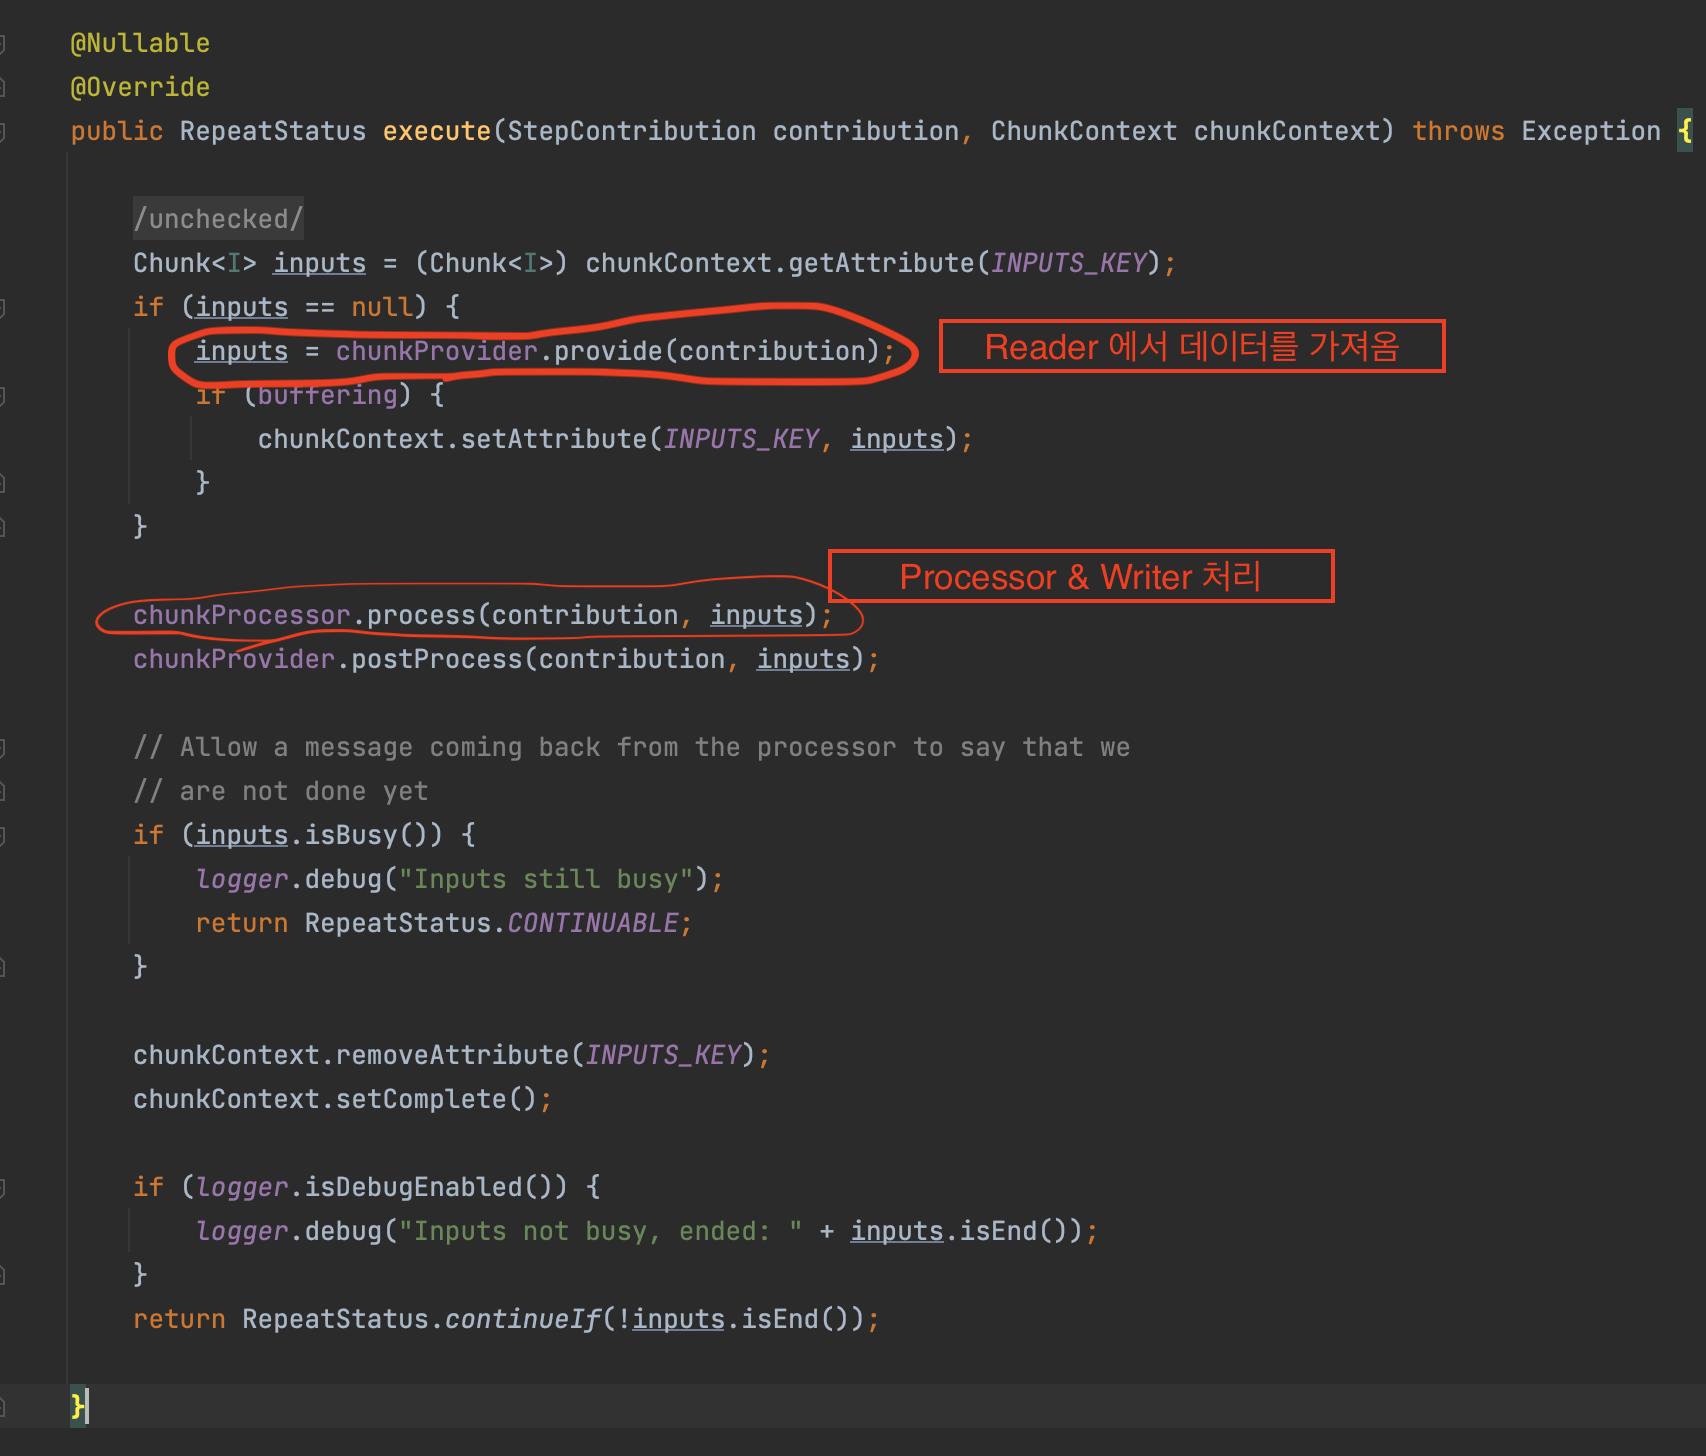 @Nullable
@Override
public RepeatStatus execute(StepContribution contribution, ChunkContext chunkContext) throws Exception {
/unchecked/
Chunk<I> inputs = (Chunk<I>) chunkContext.getAttribute(INPUTS_KEY);
if (inputs == null) {
inputs = chunkProvider.provide(contribution);
Reader 에서 데이터를 가져옴
if (buffering) {
chunkContext.setAttribute(INPUTS_KEY, inputs);
}
}
Processor & Writer 처리
chunkProcessor.process(contribution, inputs);
chunkProvider.postProcess(contribution, inputs);
// Allow a message coming back from the processor to say that we
// are not done yet
if (inputs.isBusy()) {
logger.debug("Inputs still busy");
return RepeatStatus.CONTINUABLE;
}
chunkContext.removeAttribute(INPUTS_KEY);
chunkContext.setComplete();
if (logger.isDebugEnabled()) {
logger.debug("Inputs not busy, ended: " + inputs.isEnd());
}
return RepeatStatus.continueIf(!inputs.isEnd());
}